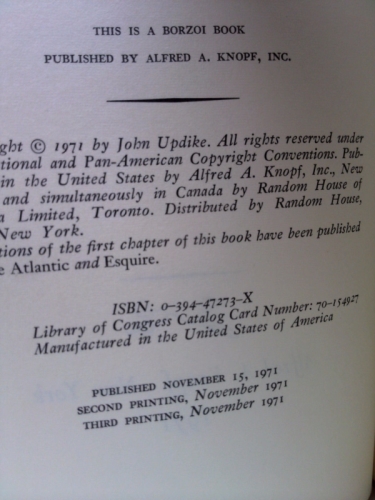 THIS IS A BORZOI BOOK
PUBLISHED BY ALFRED A. KNOPF, INC.
ght © 1971 by John Updike. All rights reserved under
tional and Pan-American Copyright Conventions. Pub-
in the United States by Alfred A. Knopf, Inc., New
and simultaneously in Canada by Random House of
a Limited, Toronto. Distributed by Random House,
New York.
tions of the first chapter of this book have been published
e Atlantic and Esquire.
ISBN: 0-394-47273-X
Library of Congress Catalog Card Number: 70-154927
Manufactured in the United States of America
PUBLISHED NOVEMBER 15, 1971
SECOND PRINTING, November 1971
THIRD PRINTING, November 1971